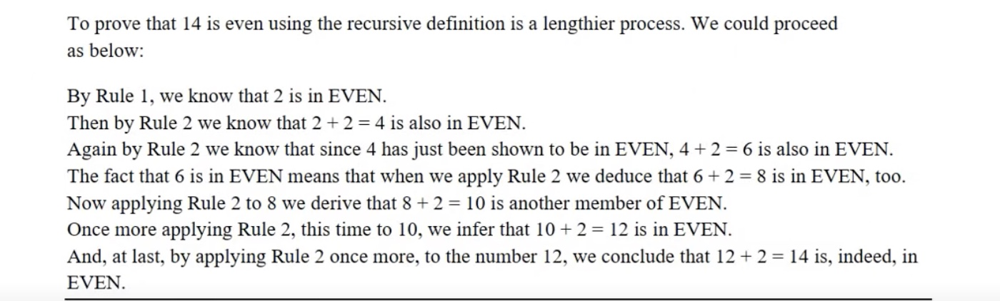 To prove that 14 is even using the recursive definition is a lengthier process. We could proceed
as below:
By Rule 1, we know that 2 is in EVEN.
Then by Rule 2 we know that 2 + 2 = 4 is also in EVEN.
Again by Rule 2 we know that since 4 has just been shown to be in EVEN, 4 + 2 = 6 is also in EVEN.
The fact that 6 is in EVEN means that when we apply Rule 2 we deduce that 6 + 2 = 8 is in EVEN, too.
Now applying Rule 2 to 8 we derive that 8 + 2 = 10 is another member of EVEN.
Once more applying Rule 2, this time to 10, we infer that 10 + 2 = 12 is in EVEN.
And, at last, by applying Rule 2 once more, to the number 12, we conclude that 12 + 2 = 14 is, indeed, in
EVEN.